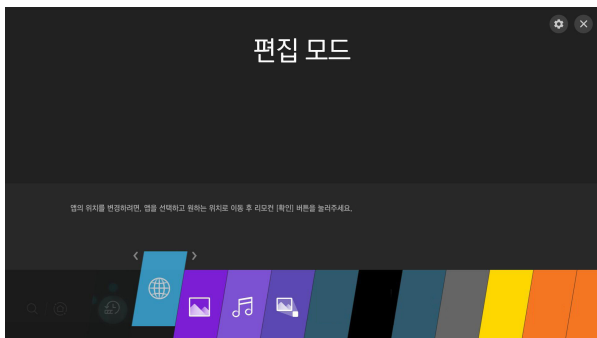 편집 모드
앱의 위치를 변경하려면, 앱을 선택하고 원하는 위치로 이동 후 리모컨 [확인] 버튼을 눌러주세요.